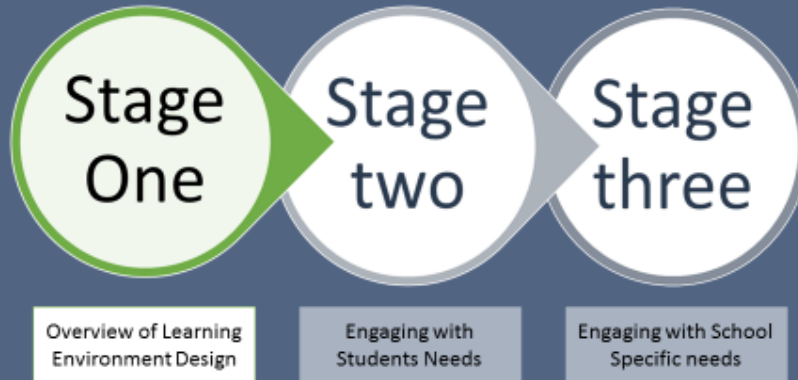 Stage
One
Stage
two
Stage
three
Overview of Learning
Environment Design
Engaging with
Students Needs
Engaging with School
Specific needs